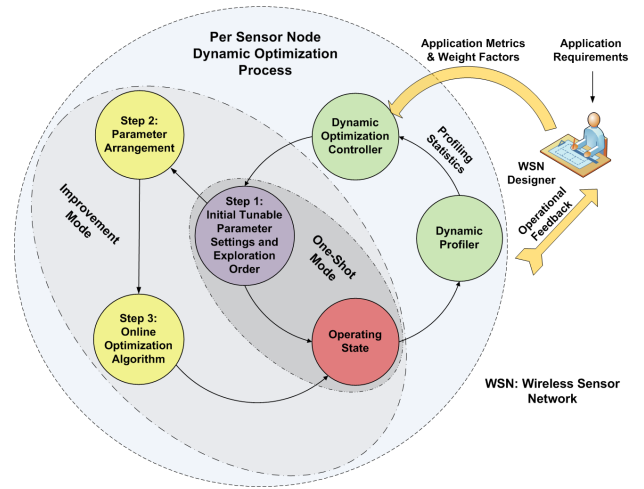 Per Sensor Node
Dynamic Optimization
Process
Application Metrics
& Weight Factors
Application
Requirements
Step 2:
Parameter
Arrangement
Dynamic
Optimization
Controller
Profiling
Statistics
WSN
Designer
Improvement
Mode
Step 1:
Initial Tunable
Parameter
Settings and
Exploration
Order
One-Shot
Mode
Dynamic
Profiler
Operational
Feedback
Step 3:
Online
Optimization
Algorithm
Operating
State
WSN: Wireless Sensor
Network